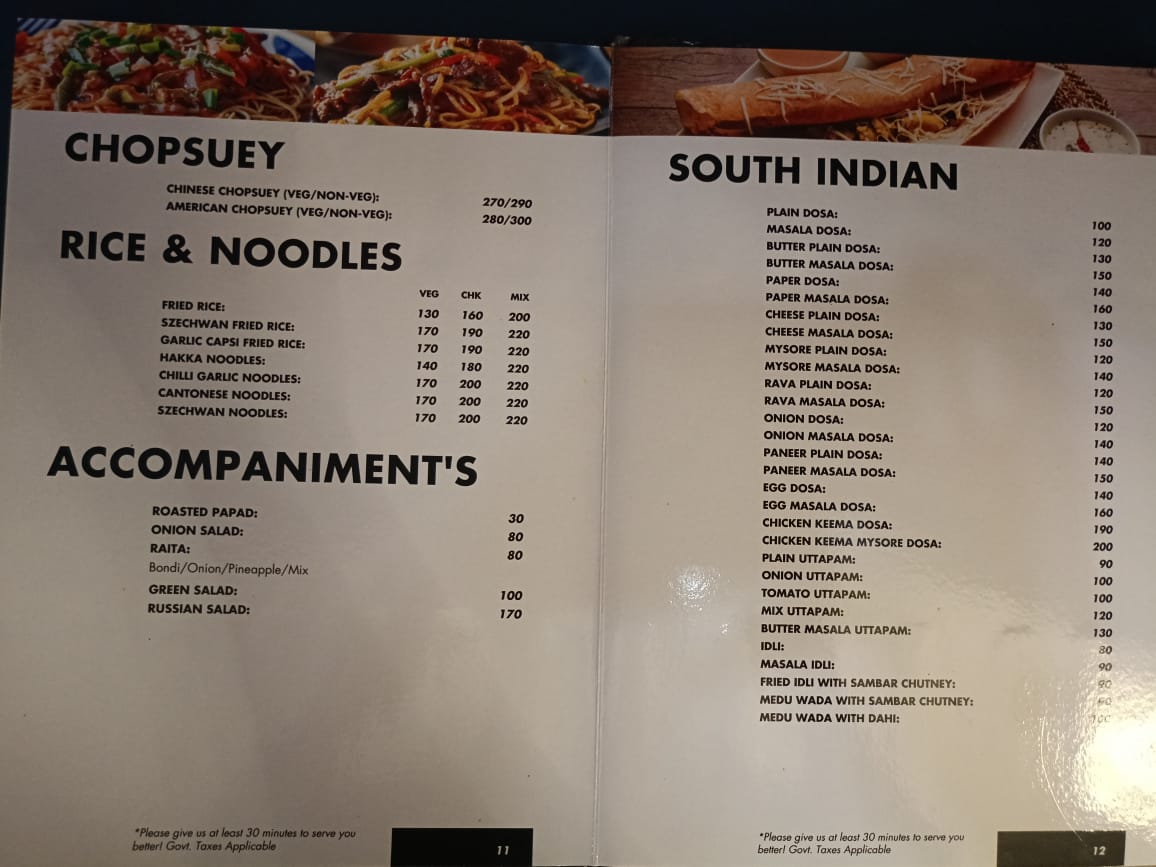 CHOPSUEY
CHINESE CHOPSUEY (VEG/NON-VEG): 270/290
AMERICAN CHOPSUEY (VEG/NON-VEG): 280/300
RICE & NOODLES
VEG CHK MIX
FRIED RICE: 130 160 200
SZECHWAN FRIED RICE: 170 190 220
GARLIC CAPSI FRIED RICE: 170 190 220
HAKKA NOODLES: 140 180 220
CHILLI GARLIC NOODLES: 170 200 220
CANTONESE NOODLES: 170 200 220
SZECHWAN NOODLES: 170 200 220
ACCOMPANIMENT'S
ROASTED PAPAD: 30
ONION SALAD: 80
RAITA: 80
Bondi/Onion/Pineapple/Mix
GREEN SALAD: 100
RUSSIAN SALAD: 170
*Please give us at least 30 minutes to serve you
better! Govt. Taxes Applicable
11
SOUTH INDIAN
PLAIN DOSA: 100
MASALA DOSA: 120
BUTTER PLAIN DOSA: 130
BUTTER MASALA DOSA: 150
PAPER DOSA: 140
PAPER MASALA DOSA: 160
CHEESE PLAIN DOSA: 130
CHEESE MASALA DOSA: 150
MYSORE PLAIN DOSA: 120
MYSORE MASALA DOSA: 140
RAVA PLAIN DOSA: 120
RAVA MASALA DOSA: 150
ONION DOSA: 120
ONION MASALA DOSA: 140
PANEER PLAIN DOSA: 140
PANEER MASALA DOSA: 150
EGG DOSA: 140
EGG MASALA DOSA: 160
CHICKEN KEEMA DOSA: 190
CHICKEN KEEMA MYSORE DOSA: 200
PLAIN UTTAPAM: 90
ONION UTTAPAM: 100
TOMATO UTTAPAM: 100
MIX UTTAPAM: 120
BUTTER MASALA UTTAPAM: 130
IDLI: 80
MASALA IDLI: 90
FRIED IDLI WITH SAMBAR CHUTNEY: 90
MEDU WADA WITH SAMBAR CHUTNEY:
MEDU WADA WITH DAHI:
*Please give us at least 30 minutes to serve you
better! Govt. Taxes Applicable
12